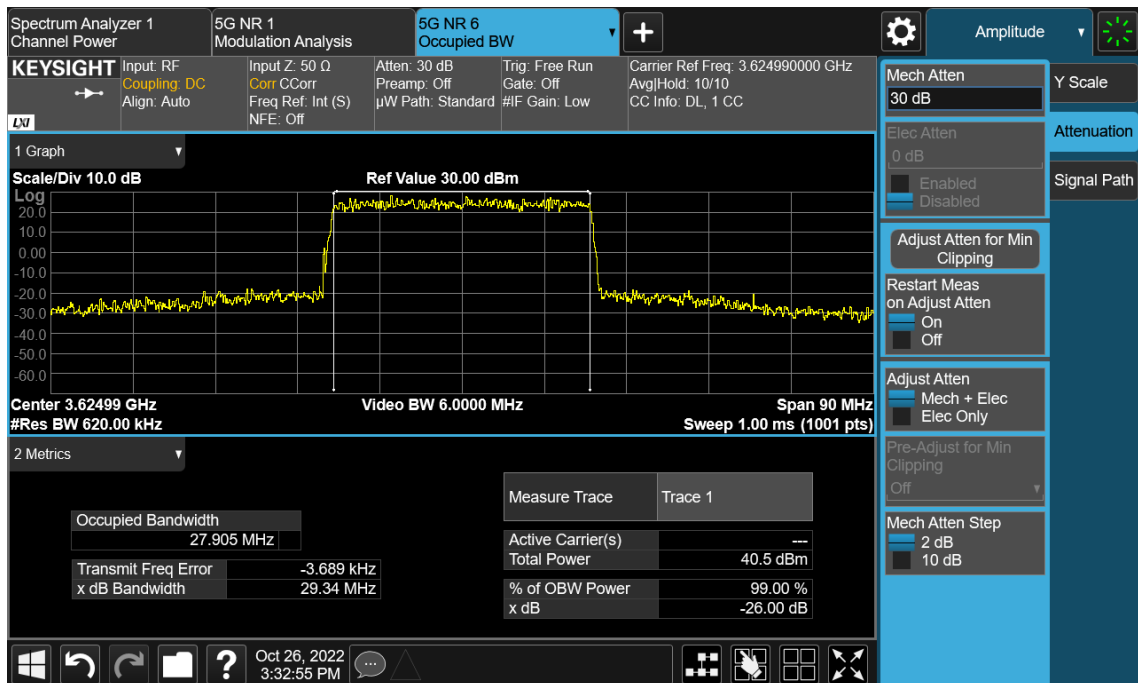 Spectrum Analyzer 1
Channel Power
5G NR 1
Modulation Analysis
5G NR 6
Occupied BW
Amplitude
KEYSIGHT
LXI
Input: RF
Coupling: DC
Align: Auto
Input Z: 50 Ω
Corr CCorr
Freq Ref: Int (S)
NFE: Off
Atten: 30 dB
Preamp: Off
µW Path: Standard
Trig: Free Run
Gate: Off
#IF Gain: Low
Carrier Ref Freq: 3.624990000 GHz
Avg|Hold: 10/10
CC Info: DL, 1 CC
1 Graph
Scale/Div 10.0 dB
Ref Value 30.00 dBm
Log
20.0
10.0
0.00
-10.0
-20.0
-30.0
-40.0
-50.0
-60.0
Center 3.62499 GHz
Video BW 6.0000 MHz
Span 90 MHz
#Res BW 620.00 kHz
Sweep 1.00 ms (1001 pts)
2 Metrics
Occupied Bandwidth
27.905 MHz
Transmit Freq Error -3.689 kHz
x dB Bandwidth 29.34 MHz
Measure Trace Trace 1
Active Carrier(s) ---
Total Power 40.5 dBm
% of OBW Power 99.00 %
x dB -26.00 dB
Mech Atten
30 dB
Elec Atten
0 dB
Enabled
Disabled
Adjust Atten for Min
Clipping
Restart Meas
on Adjust Atten
On
Off
Adjust Atten
Mech + Elec
Elec Only
Pre-Adjust for Min
Clipping
Off
Mech Atten Step
2 dB
10 dB
Y Scale
Attenuation
Signal Path
?
Oct 26, 2022
3:32:55 PM